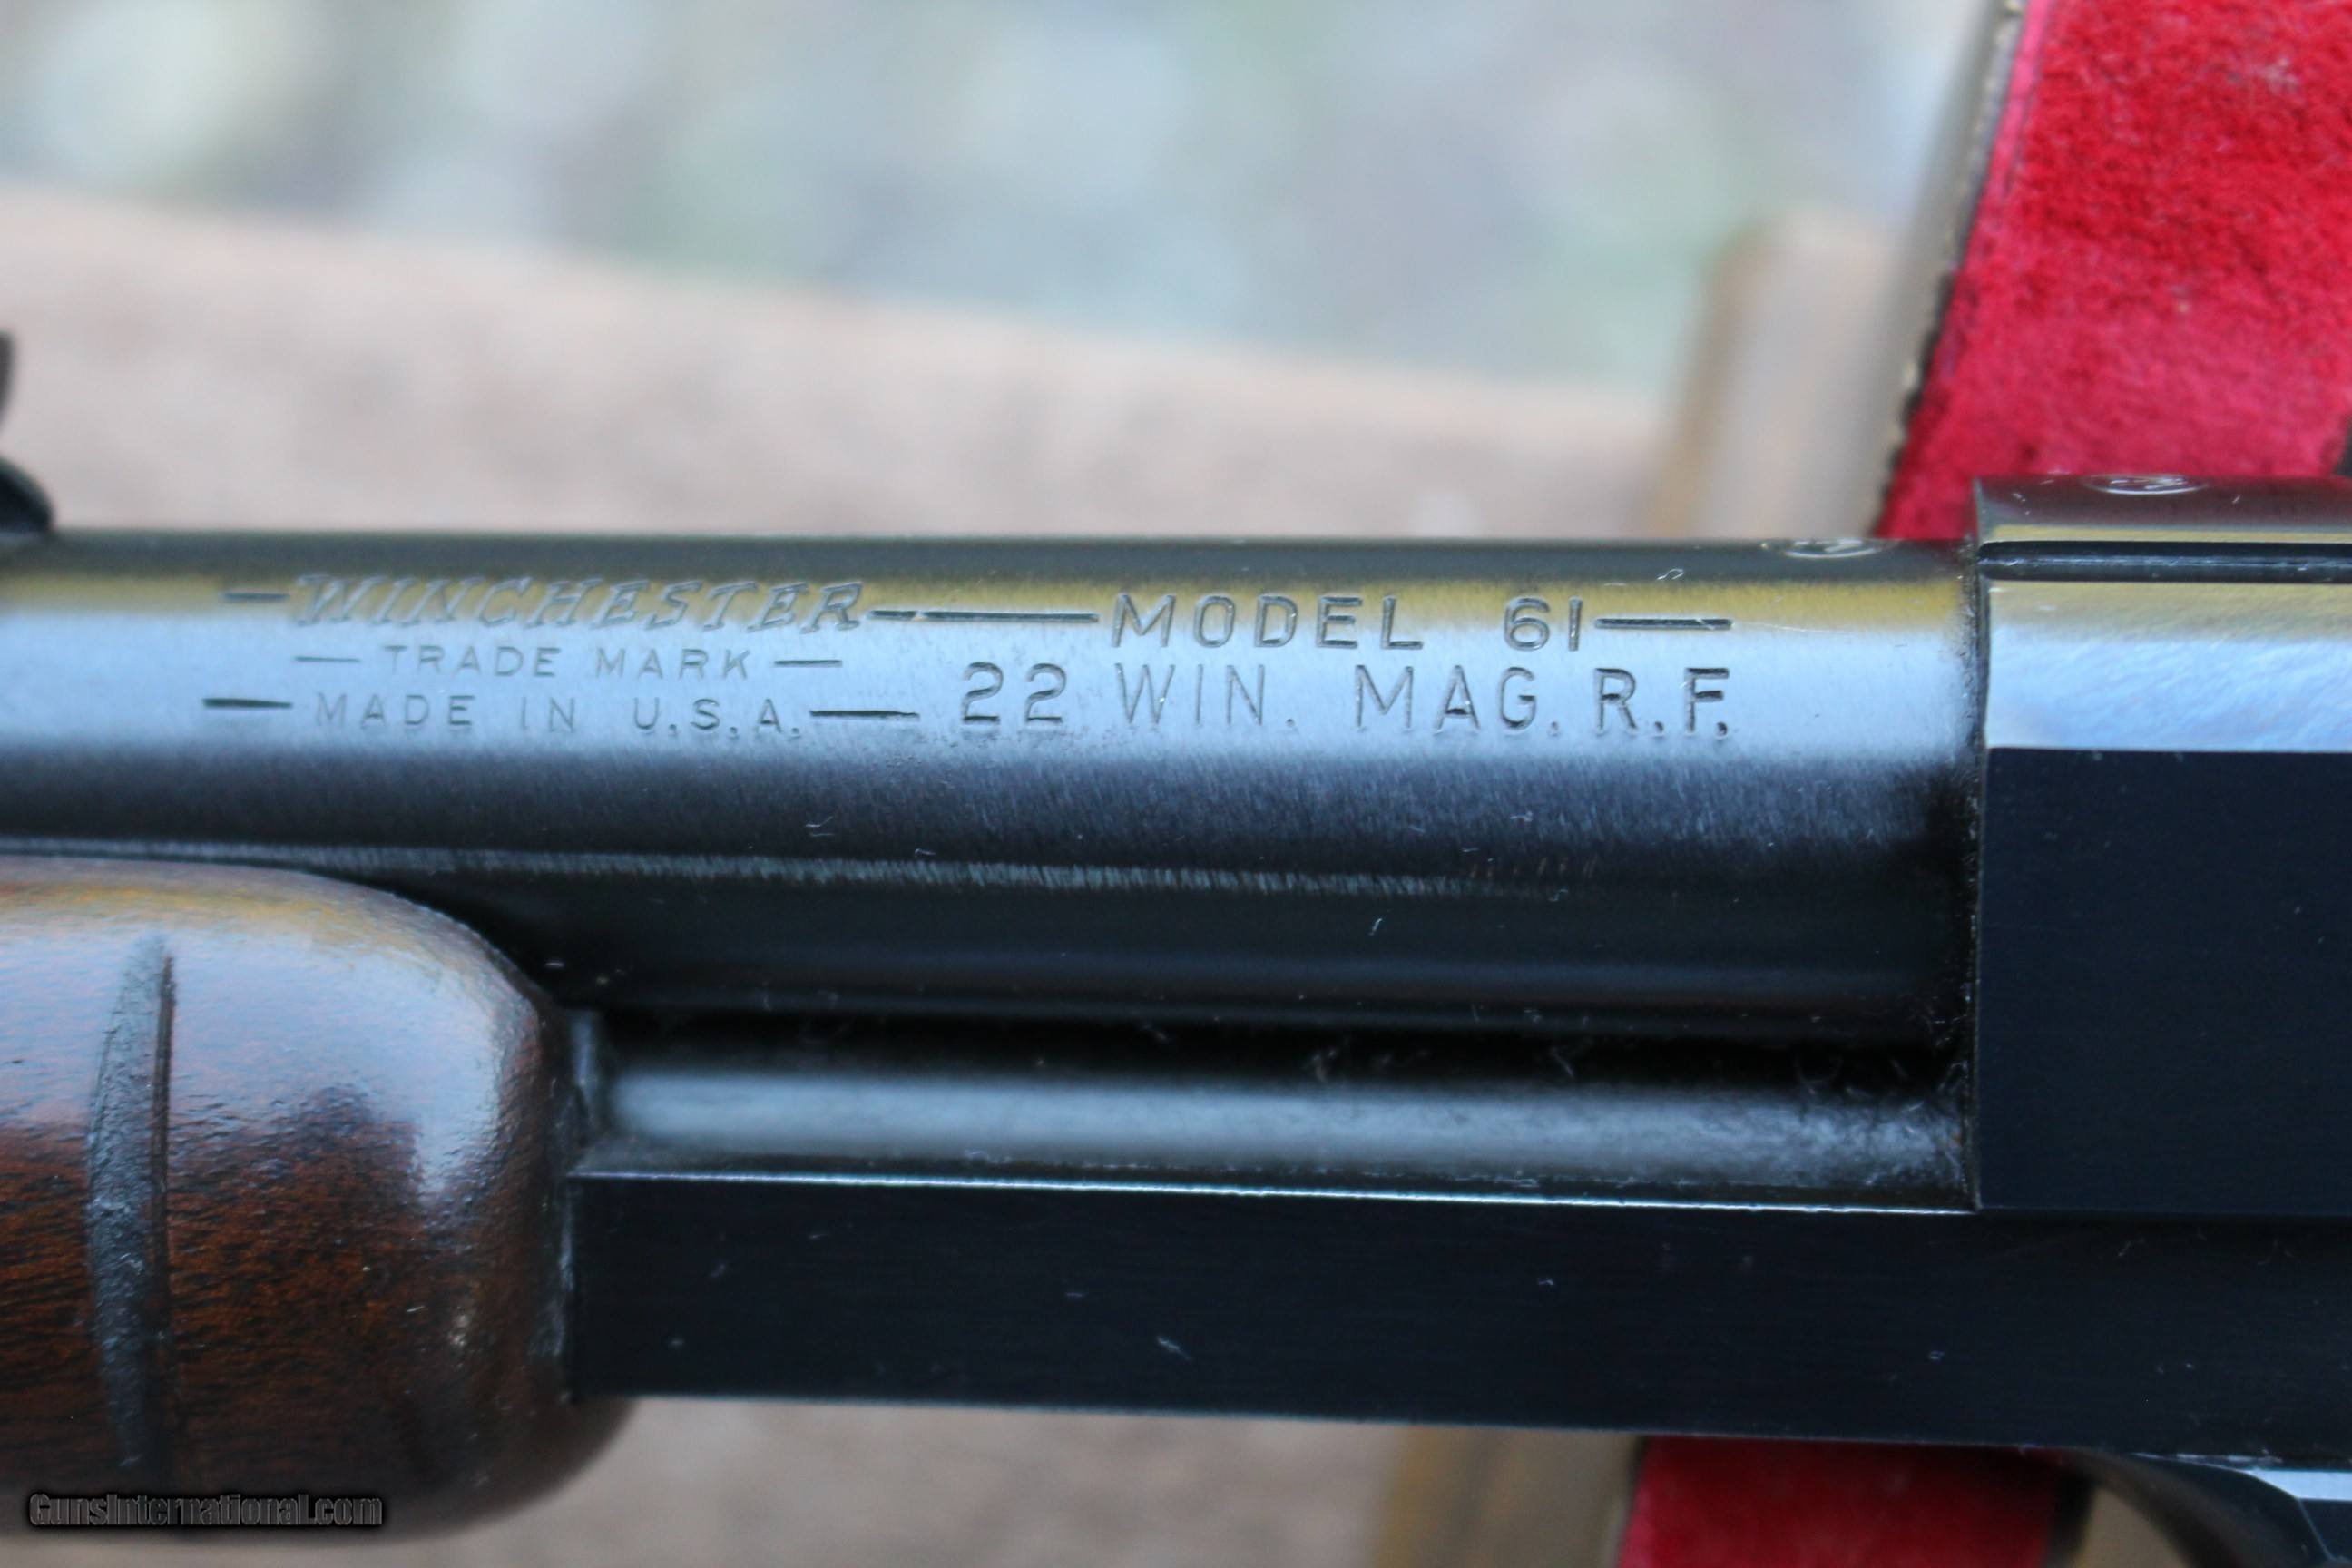 —WINCHESTER——MODEL 61—
—TRADE MARK—
—MADE IN U.S.A.— 22 WIN. MAG. R.F.
GunsInternational.com